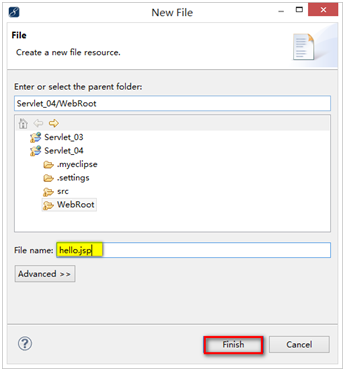 New File
File
Create a new file resource.
Enter or select the parent folder:
Servlet_04/WebRoot
Servlet_03
Servlet_04
.myeclipse
.settings
src
WebRoot
File name: hello.jsp
Advanced >>
Finish Cancel